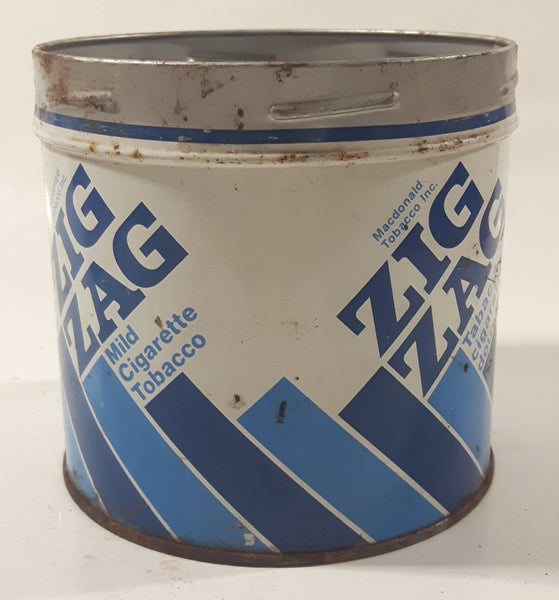 ZIG
ZAG
Mild
Cigarette
Tobacco
Macdonald
Tobacco Inc.
ZIG
ZAG